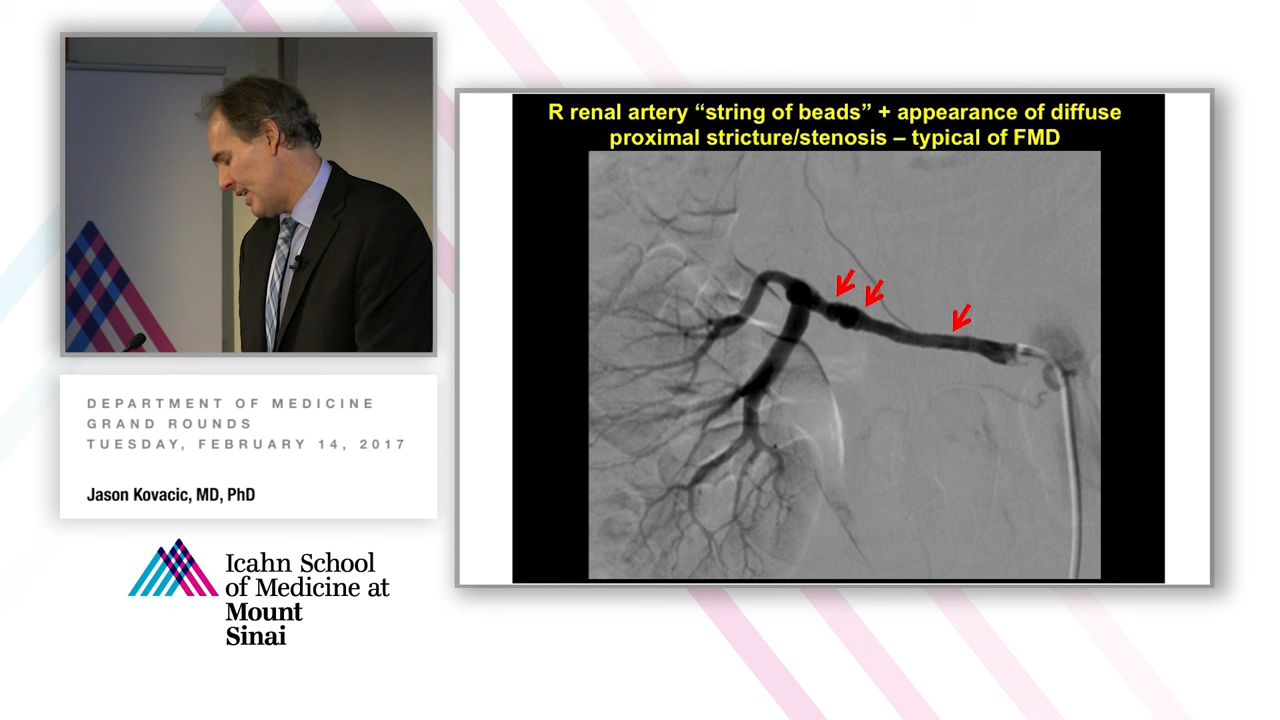 R renal artery “string of beads” + appearance of diffuse
proximal stricture/stenosis – typical of FMD
DEPARTMENT OF MEDICINE
GRAND ROUNDS
TUESDAY, FEBRUARY 14, 2017
Jason Kovacic, MD, PhD
Icahn School
of Medicine at
Mount
Sinai